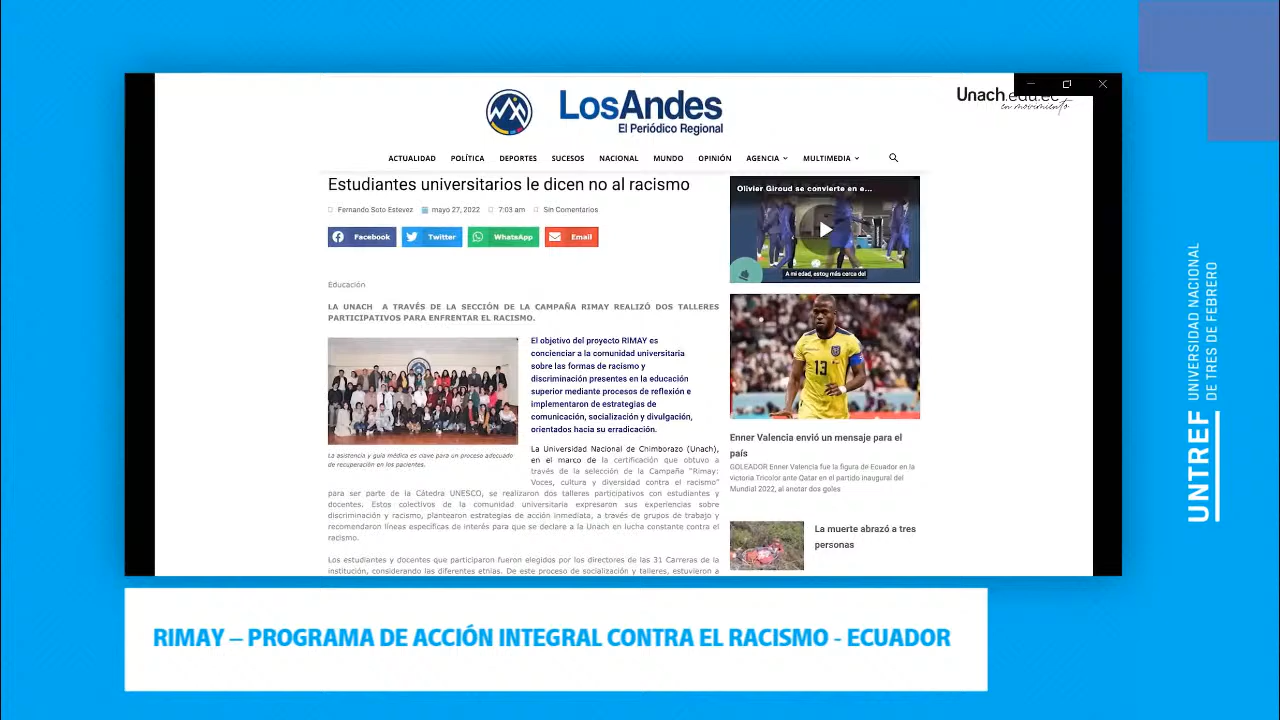 LosAndes
El Periódico Regional
Unach.edu.ec
en movimiento
ACTUALIDAD POLÍTICA DEPORTES SUCESOS NACIONAL MUNDO OPINIÓN AGENCIA MULTIMEDIA
Estudiantes universitarios le dicen no al racismo
Fernando Soto Estevez mayo 27, 2022 7:03 am Sin Comentarios
Facebook Twitter WhatsApp Email
Educación
LA UNACH A TRAVÉS DE LA SECCIÓN DE LA CAMPAÑA RIMAY REALIZÓ DOS TALLERES
PARTICIPATIVOS PARA ENFRENTAR EL RACISMO.
El objetivo del proyecto RIMAY es
concienciar a la comunidad universitaria
sobre las formas de racismo y
discriminación presentes en la educación
superior mediante procesos de reflexión e
implementaron de estrategias de
comunicación, socialización y divulgación,
orientados hacia su erradicación.
La asistencia y guía médica es clave para un proceso adecuado
de recuperación en los pacientes.
La Universidad Nacional de Chimborazo (Unach),
en el marco de la certificación que obtuvo a
través de la selección de la Campaña "Rimay:
Voces, cultura y diversidad contra el racismo"
para ser parte de la Cátedra UNESCO, se realizaron dos talleres participativos con estudiantes y
docentes. Estos colectivos de la comunidad universitaria expresaron sus experiencias sobre
discriminación y racismo, plantearon estrategias de acción inmediata, a través de grupos de trabajo y
recomendaron líneas específicas de interés para que se declare a la Unach en lucha constante contra el
racismo.
Los estudiantes y docentes que participaron fueron elegidos por los directores de las 31 Carreras de la
institución, considerando las diferentes etnias. De este proceso de socialización y talleres, estuvieron a
Olivier Giroud se convierte en e...
A mi edad, estoy más cerca del
13
Enner Valencia envió un mensaje para el
país
GOLEADOR Enner Valencia fue la figura de Ecuador en la
victoria Tricolor ante Qatar en el partido inaugural del
Mundial 2022, al anotar dos goles
La muerte abrazó a tres
personas
UNTREF
UNIVERSIDAD NACIONAL
DE TRES DE FEBRERO
RIMAY – PROGRAMA DE ACCIÓN INTEGRAL CONTRA EL RACISMO - ECUADOR